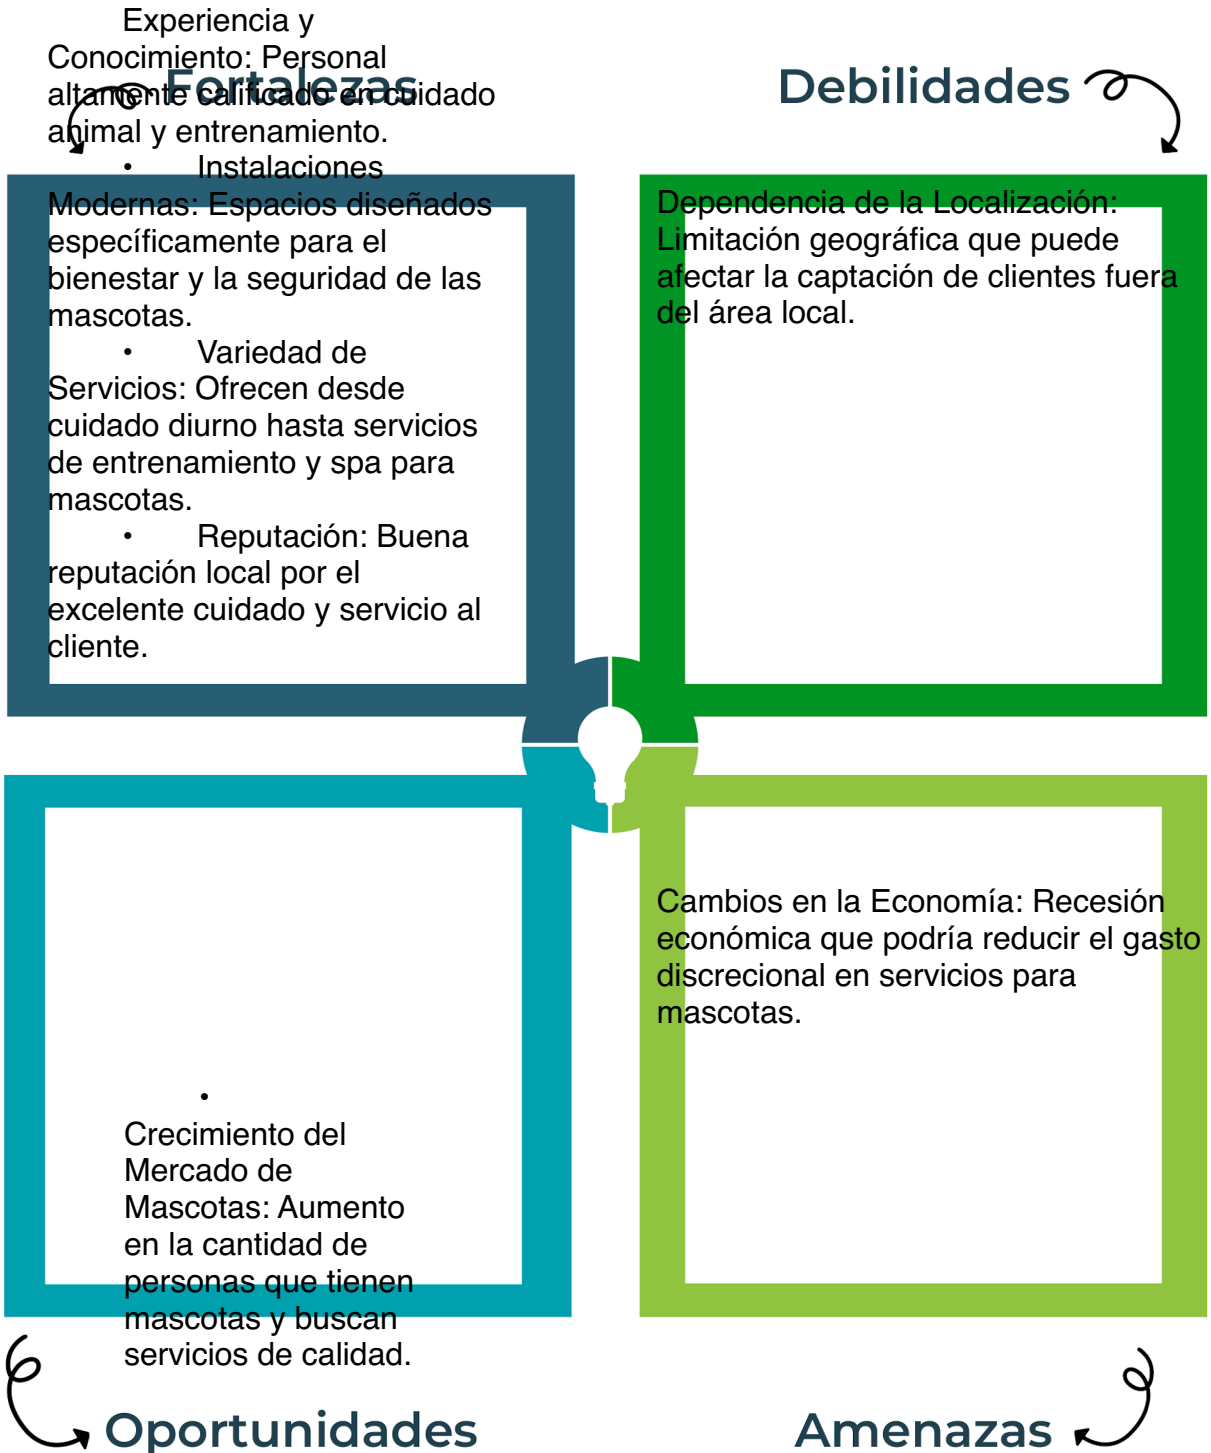 Experiencia y
Conocimiento: Personal
altamente calificado en cuidado
animal y entrenamiento.
• Instalaciones
Modernas: Espacios diseñados
específicamente para el
bienestar y la seguridad de las
mascotas.
• Variedad de
Servicios: Ofrecen desde
cuidado diurno hasta servicios
de entrenamiento y spa para
mascotas.
• Reputación: Buena
reputación local por el
excelente cuidado y servicio al
cliente.
Fortalezas
Debilidades
Dependencia de la Localización:
Limitación geográfica que puede
afectar la captación de clientes fuera
del área local.
•
Crecimiento del
Mercado de
Mascotas: Aumento
en la cantidad de
personas que tienen
mascotas y buscan
servicios de calidad.
Oportunidades
Cambios en la Economía: Recesión
económica que podría reducir el gasto
discrecional en servicios para
mascotas.
Amenazas